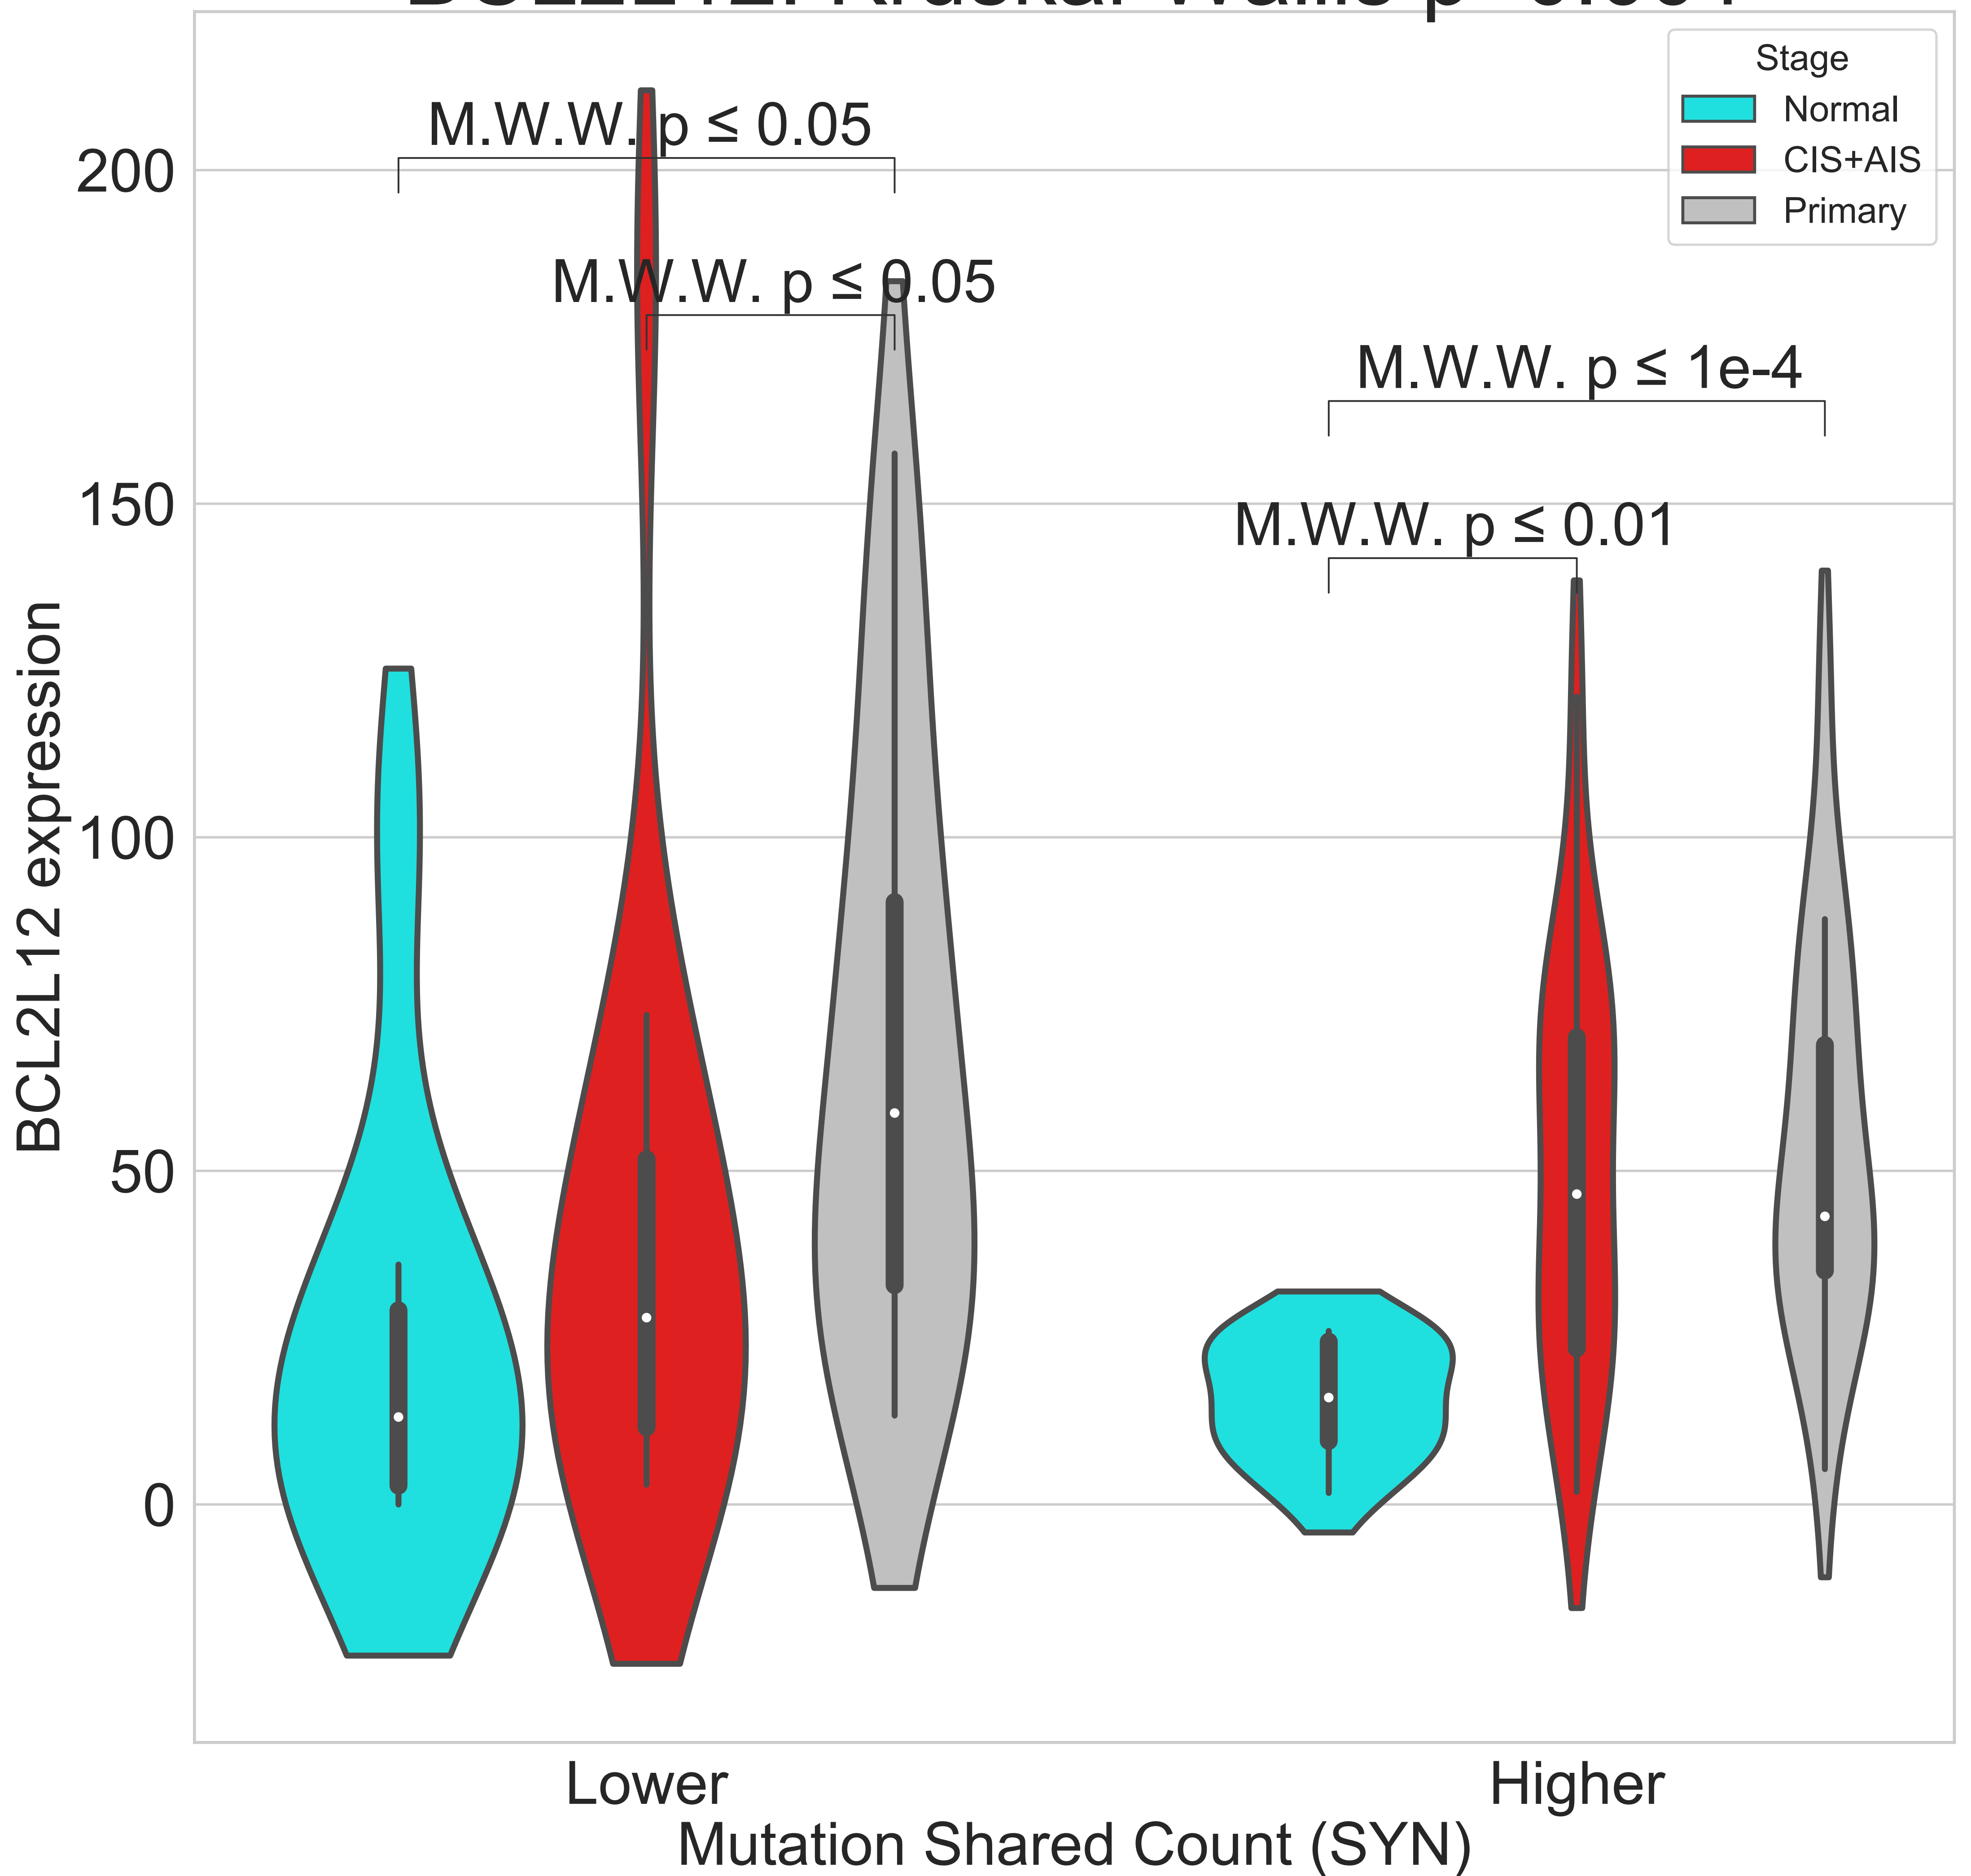 Stage
Normal
CIS+AIS
Primary
M.W.W. p ≤ 0.05
M.W.W. p ≤ 0.05
M.W.W. p ≤ 1e-4
M.W.W. p ≤ 0.01
200
150
100
50
0
BCL2L12 expression
Lower
Higher
Mutation Shared Count (SYN)